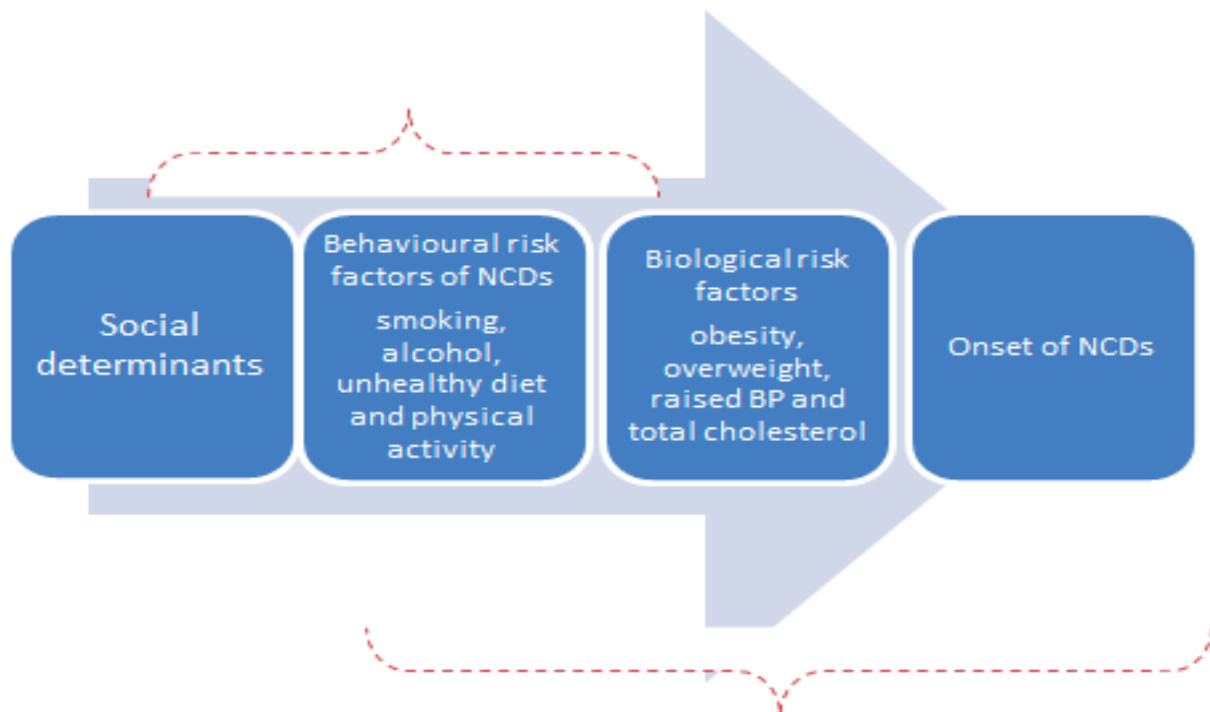 Social
determinants
Behavioural risk
factors of NCDs
smoking,
alcohol,
unhealthy diet
and physical
activity
Biological risk
factors
obesity,
overweight,
raised BP and
total cholesterol
Onset of NCDs